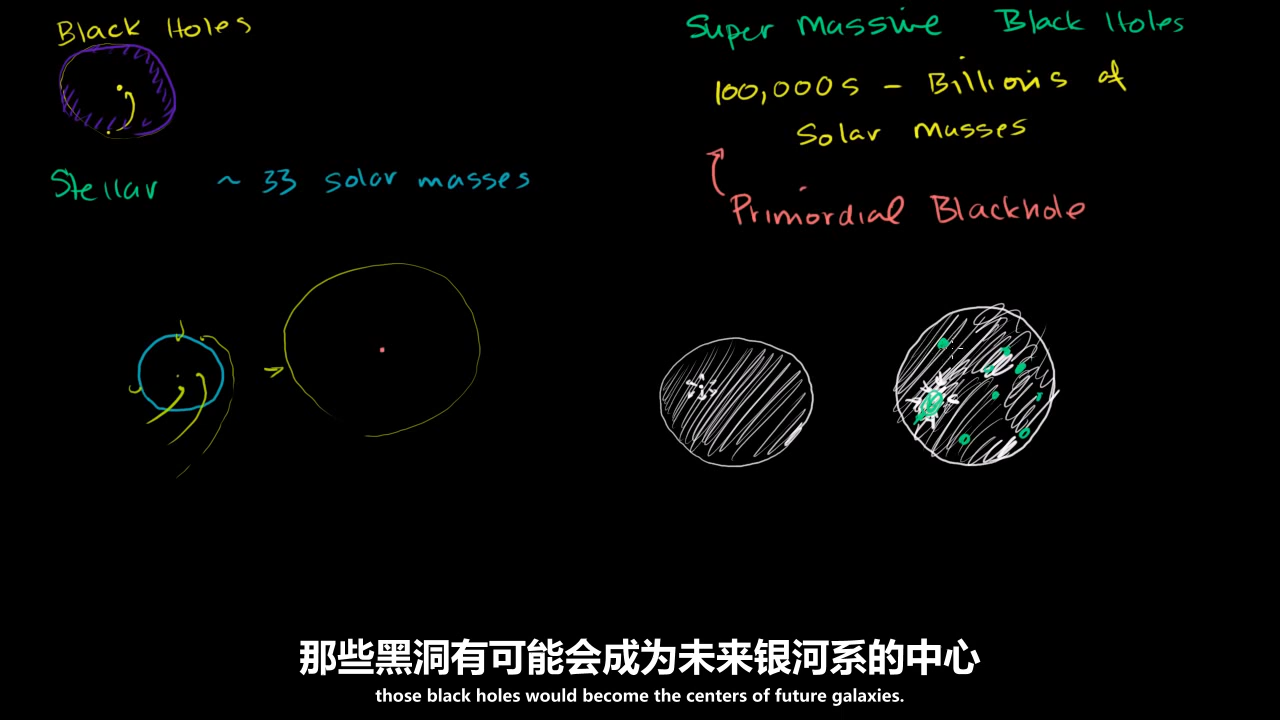 Black Holes
Stellar ~ 33 solar masses
Super Massive Black Holes
100,000s - Billions of
Solar Masses
Primordial Blackhole
那些黑洞有可能会成为未来银河系的中心
those black holes would become the centers of future galaxies.